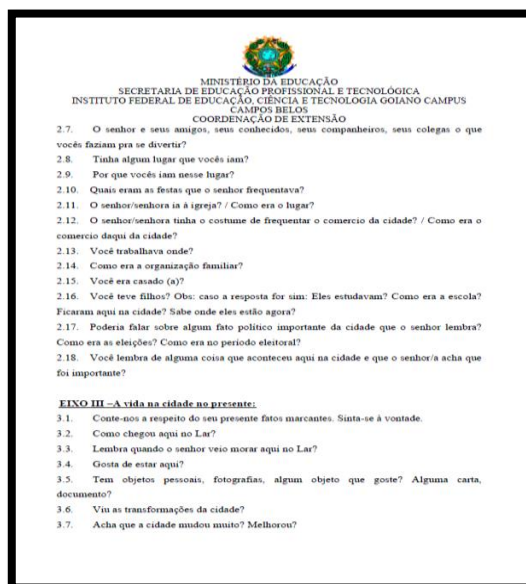 MINISTÉRIO DA EDUCAÇÃO
SECRETARIA DE EDUCAÇÃO PROFISSIONAL E TECNOLÓGICA
INSTITUTO FEDERAL DE EDUCAÇÃO, CIÊNCIA E TECNOLOGIA GOIANO CAMPUS
CAMPOS BELOS
COORDENAÇÃO DE EXTENSÃO
2.7. O senhor e seus amigos, seus conhecidos, seus companheiros, seus colegas o que
vocês faziam pra se divertir?
2.8. Tinha algum lugar que vocês iam?
2.9. Por que vocês iam nesse lugar?
2.10. Quais eram as festas que o senhor frequentava?
2.11. O senhor/senhora ia à igreja? / Como era o lugar?
2.12. O senhor/senhora tinha o costume de frequentar o comercio da cidade? / Como era o
comercio daqui da cidade?
2.13. Você trabalhava onde?
2.14. Como era a organização familiar?
2.15. Você era casado (a)?
2.16. Você teve filhos? Obs: caso a resposta for sim: Eles estudavam? Como era a escola?
Ficaram aqui na cidade? Sabe onde eles estão agora?
2.17. Poderia falar sobre algum fato político importante da cidade que o senhor lembra?
Como era as eleições? Como era no período eleitoral?
2.18. Você lembra de alguma coisa que aconteceu aqui na cidade e que o senhor/a acha que
foi importante?
EIXO III –A vida na cidade no presente:
3.1. Conte-nos a respeito do seu presente fatos marcantes. Sinta-se à vontade.
3.2. Como chegou aqui no Lar?
3.3. Lembra quando o senhor veio morar aqui no Lar?
3.4. Gosta de estar aqui?
3.5. Tem objetos pessoais, fotografias, algum objeto que goste? Alguma carta,
documento?
3.6. Viu as transformações da cidade?
3.7. Acha que a cidade mudou muito? Melhorou?